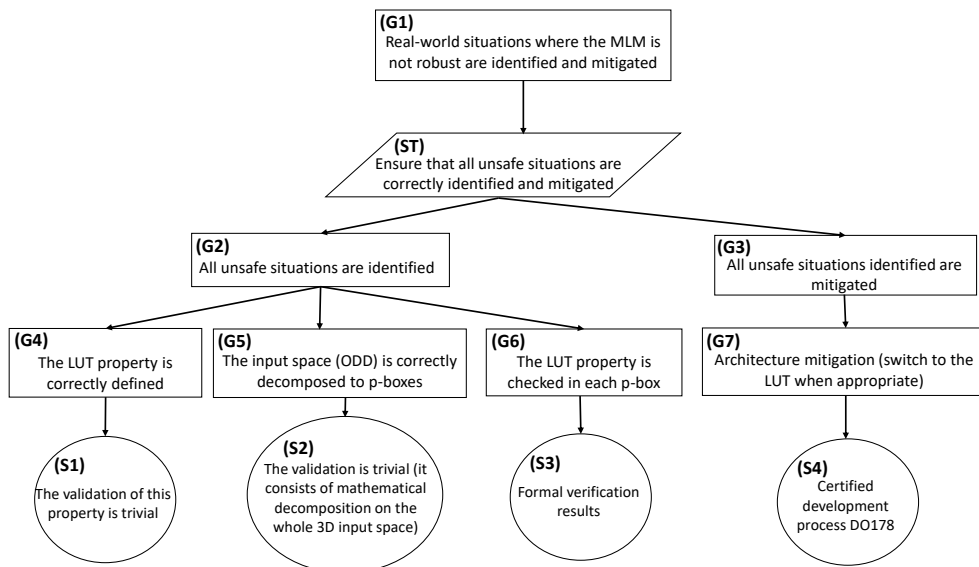 (G1)
Real-world situations where the MLM is
not robust are identified and mitigated
(ST)
Ensure that all unsafe situations are
correctly identified and mitigated
(G2)
All unsafe situations are identified
(G3)
All unsafe situations identified are
mitigated
(G4)
The LUT property is
correctly defined
(G5)
The input space (ODD) is correctly
decomposed to p-boxes
(G6)
The LUT property is
checked in each p-box
(G7)
Architecture mitigation (switch to the
LUT when appropriate)
(S1)
The validation of this
property is trivial
(S2)
The validation is trivial (it
consists of mathematical
decomposition on the
whole 3D input space)
(S3)
Formal verification
results
(S4)
Certified
development
process DO178